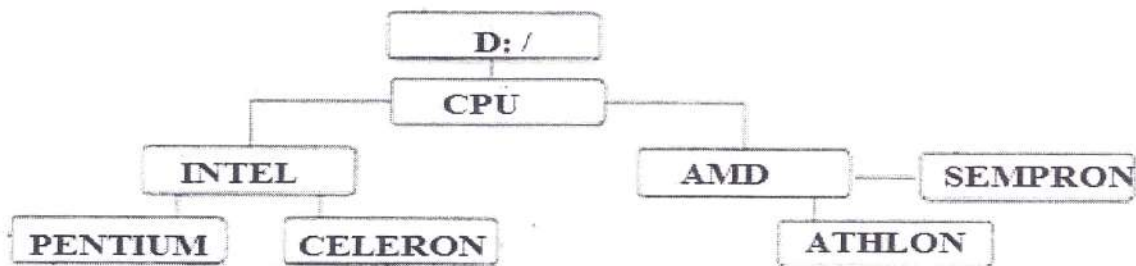 D: /
CPU
INTEL
AMD
SEMPRON
PENTIUM
CELERON
ATHLON